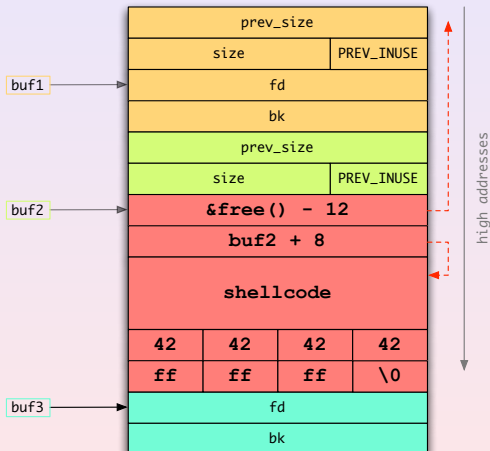 prev_size
size PREV_INUSE
buf1 fd
bk
prev_size
size PREV_INUSE
buf2 &free() - 12
buf2 + 8
shellcode
42 42 42 42
ff ff ff \0
buf3 fd
bk
high addresses